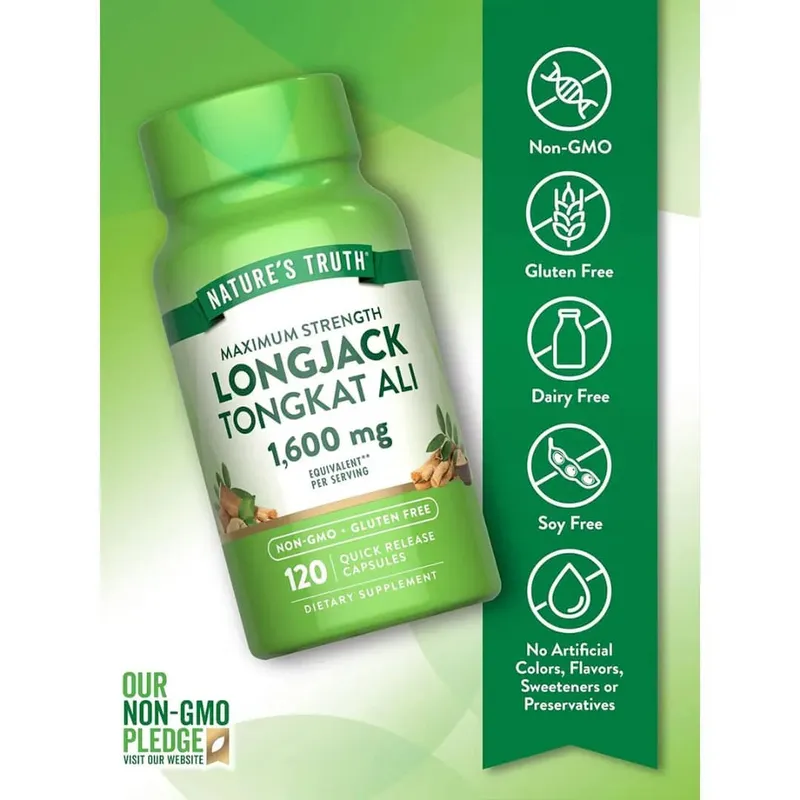 NATURE'S TRUTH®
MAXIMUM STRENGTH
LONGJACK
TONGKAT ALI
1,600 mg
EQUIVALENT**
PER SERVING
NON-GMO • GLUTEN FREE
120
QUICK RELEASE
CAPSULES
DIETARY SUPPLEMENT
OUR
NON-GMO
PLEDGE
VISIT OUR WEBSITE
Non-GMO
Gluten Free
Dairy Free
Soy Free
No Artificial
Colors, Flavors,
Sweeteners or
Preservatives